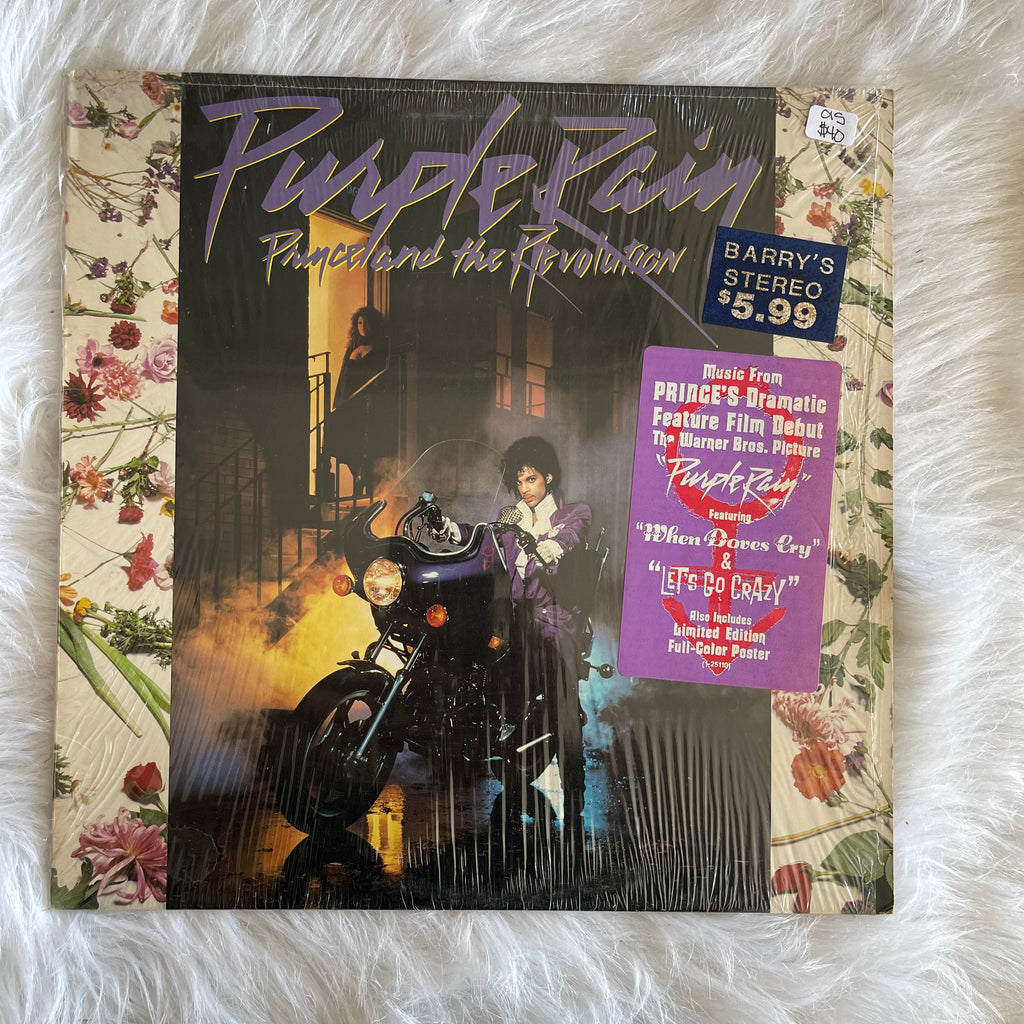 Purple Rain
Prince and the Revolution
$40
BARRY'S
STEREO
$5.99
Music From
PRINCE'S Dramatic
Feature Film Debut
The Warner Bros. Picture
"Purple Rain"
Featuring
"When Doves Cry"
&
"LET'S GO CRAZY"
Also Includes
Limited Edition
Full-Color Poster
(1-25110)